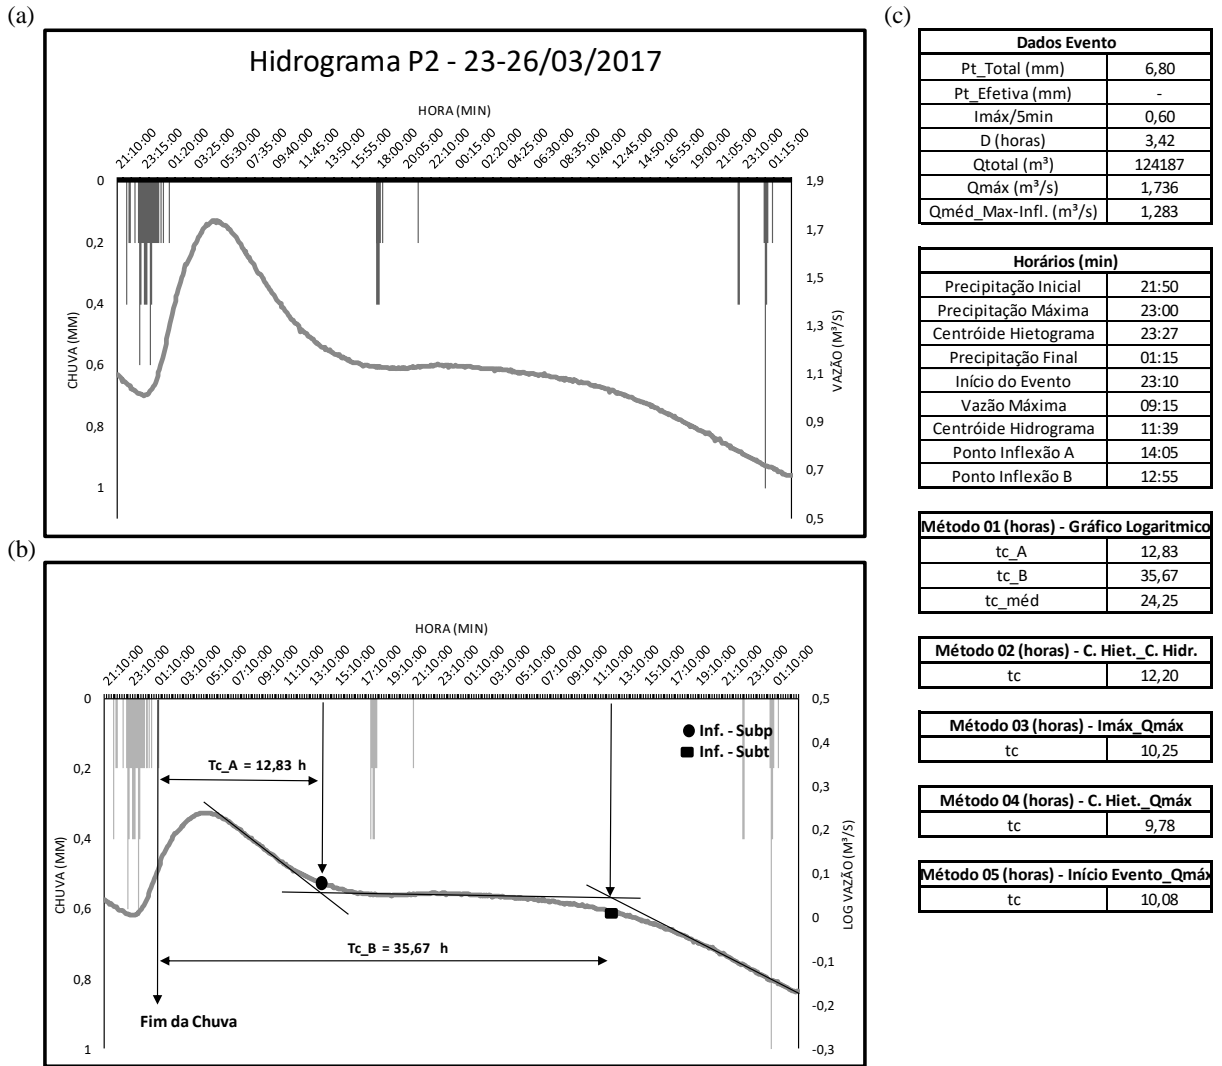 (a)
Hidrograma P2 - 23-26/03/2017
HORA (MIN)
21:10:00 23:15:00 01:20:00 03:25:00 05:30:00 07:35:00 09:40:00 11:45:00 13:50:00 15:55:00 18:00:00 20:05:00 22:10:00 00:15:00 02:20:00 04:25:00 06:30:00 08:35:00 10:40:00 12:45:00 14:50:00 16:55:00 19:00:00 21:05:00 23:10:00 01:15:00
0
0,2
0,4
0,6
0,8
1
CHUVA (MM)
1,9
1,7
1,5
1,3
1,1
0,9
0,7
0,5
VAZÃO (M³/S)
(b)
HORA (MIN)
21:10:00 23:10:00 01:10:00 03:10:00 05:10:00 07:10:00 09:10:00 11:10:00 13:10:00 15:10:00 17:10:00 19:10:00 21:10:00 23:10:00 01:10:00 03:10:00 05:10:00 07:10:00 09:10:00 11:10:00 13:10:00 15:10:00 17:10:00 19:10:00 21:10:00 23:10:00 01:10:00
0
0,2
0,4
0,6
0,8
1
CHUVA (MM)
0,5
0,4
0,3
0,2
0,1
0
-0,1
-0,2
-0,3
LOG VAZÃO (M³/S)
Inf. - Subp
Inf. - Subt
Tc_A = 12,83 h
Tc_B = 35,67 h
Fim da Chuva
(c)
Dados Evento
Pt_Total (mm) 6,80
Pt_Efetiva (mm) -
Imáx/5min 0,60
D (horas) 3,42
Qtotal (m³) 124187
Qmáx (m³/s) 1,736
Qméd_Max-Infl. (m³/s) 1,283
Horários (min)
Precipitação Inicial 21:50
Precipitação Máxima 23:00
Centróide Hietograma 23:27
Precipitação Final 01:15
Início do Evento 23:10
Vazão Máxima 09:15
Centróide Hidrograma 11:39
Ponto Inflexão A 14:05
Ponto Inflexão B 12:55
Método 01 (horas) - Gráfico Logaritmico
tc_A 12,83
tc_B 35,67
tc_méd 24,25
Método 02 (horas) - C. Hiet._C. Hidr.
tc 12,20
Método 03 (horas) - Imáx_Qmáx
tc 10,25
Método 04 (horas) - C. Hiet._Qmáx
tc 9,78
Método 05 (horas) - Início Evento_Qmáx
tc 10,08